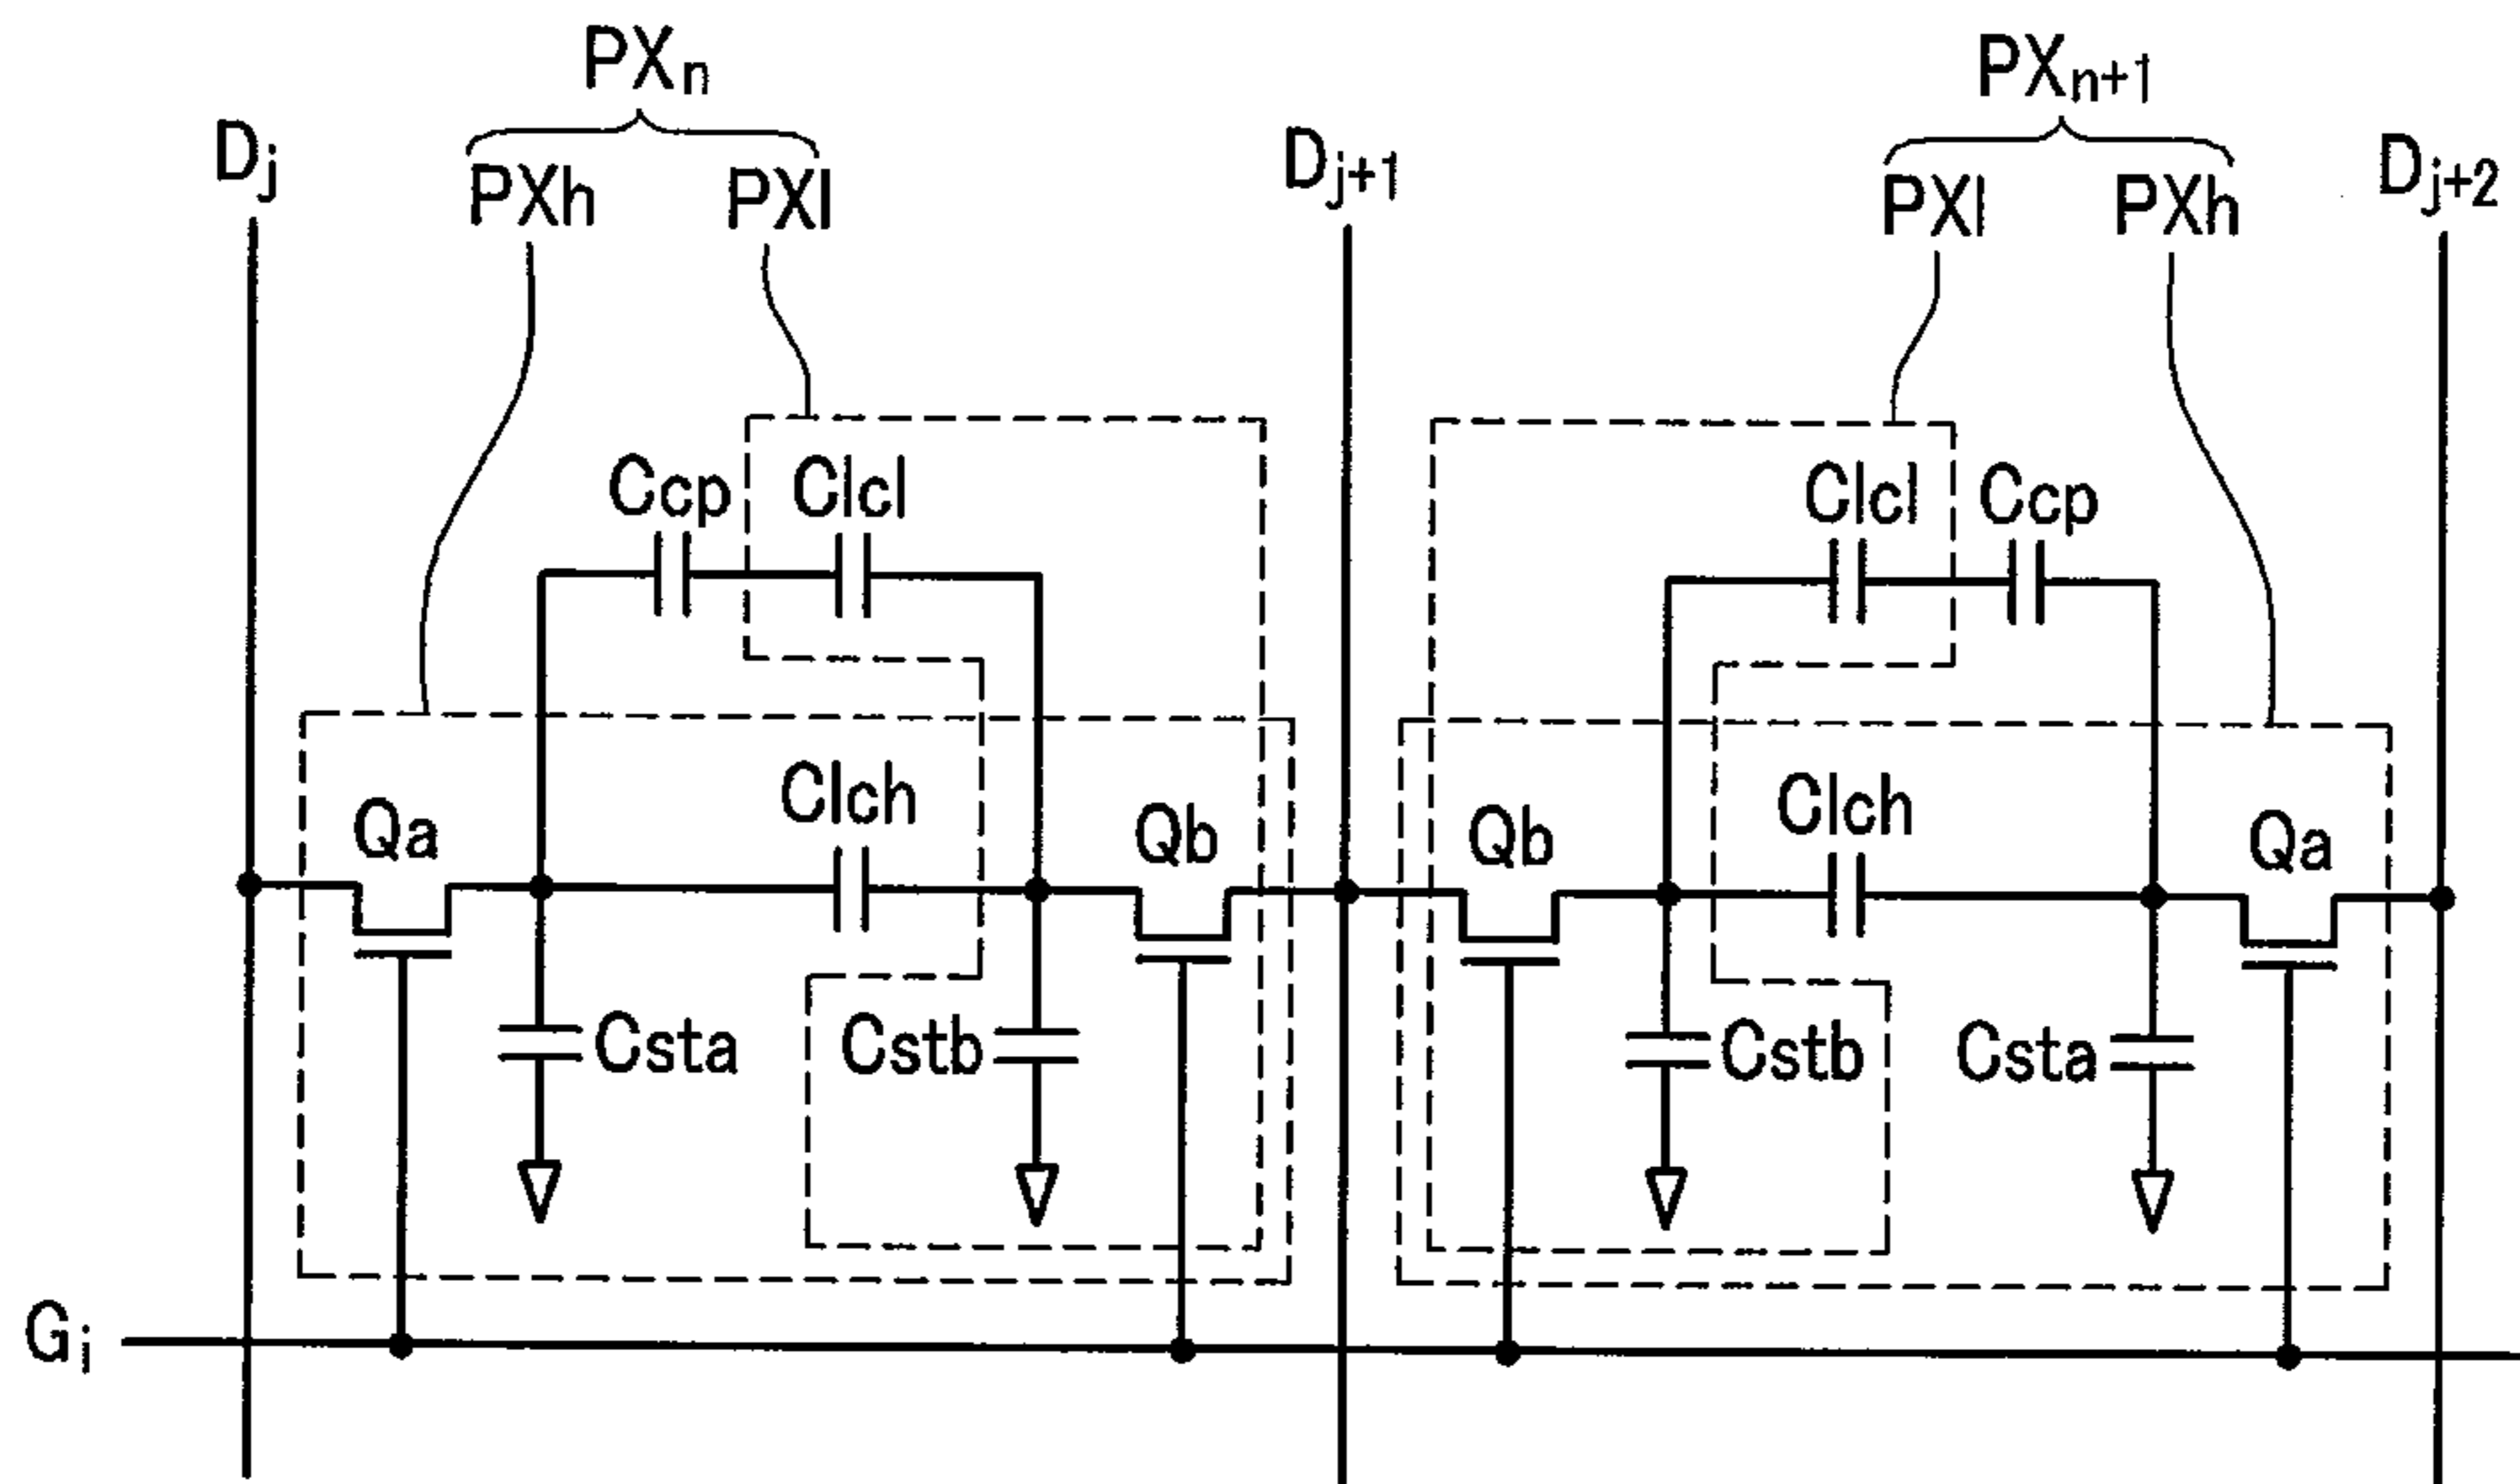 PXn
PXn+1
Dj
PXh
PXl
Dj+1
PXl
PXh
Dj+2
Ccp
Clcl
Clcl
Ccp
Qa
Clch
Qb
Qb
Clch
Qa
Csta
Cstb
Cstb
Csta
Gi